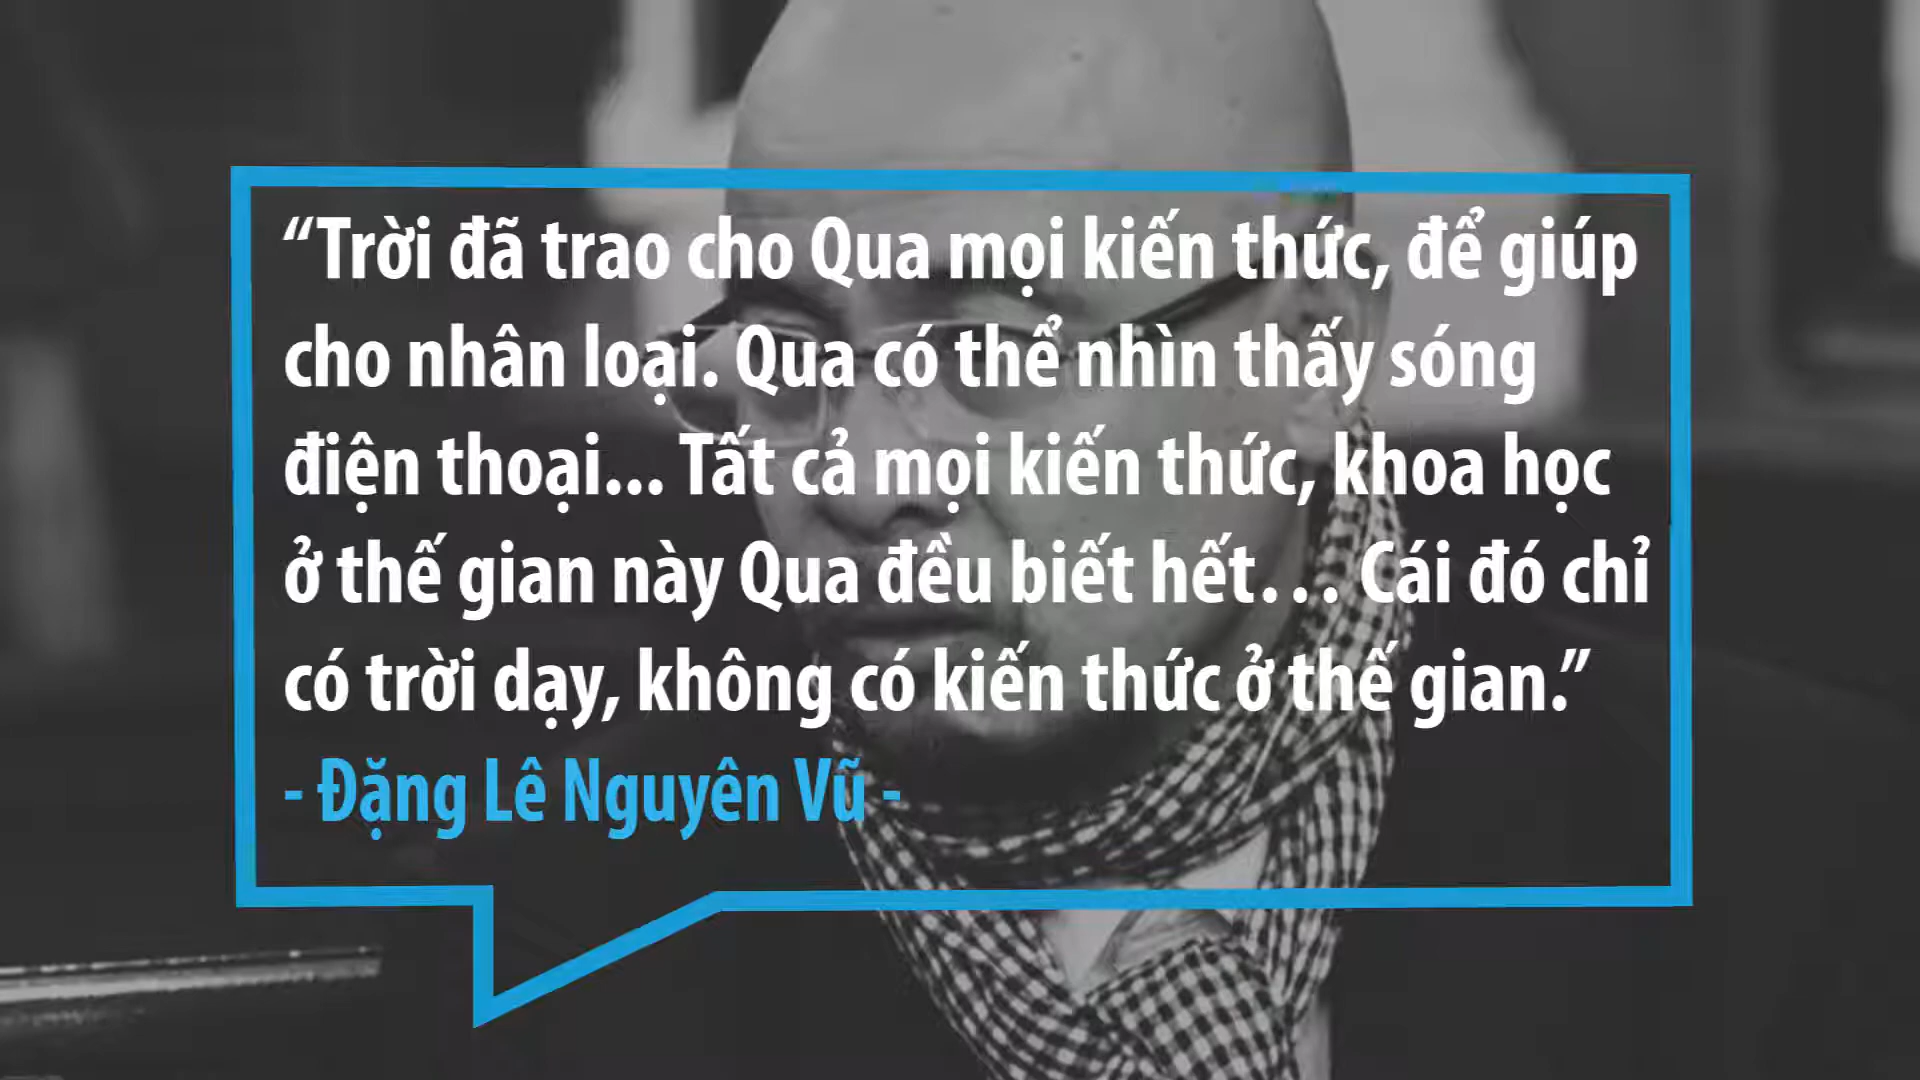 “Trời đã trao cho Qua mọi kiến thức, để giúp
cho nhân loại. Qua có thể nhìn thấy sóng
điện thoại... Tất cả mọi kiến thức, khoa học
ở thế gian này Qua đều biết hết... Cái đó chỉ
có trời dạy, không có kiến thức ở thế gian.”
- Đặng Lê Nguyên Vũ -